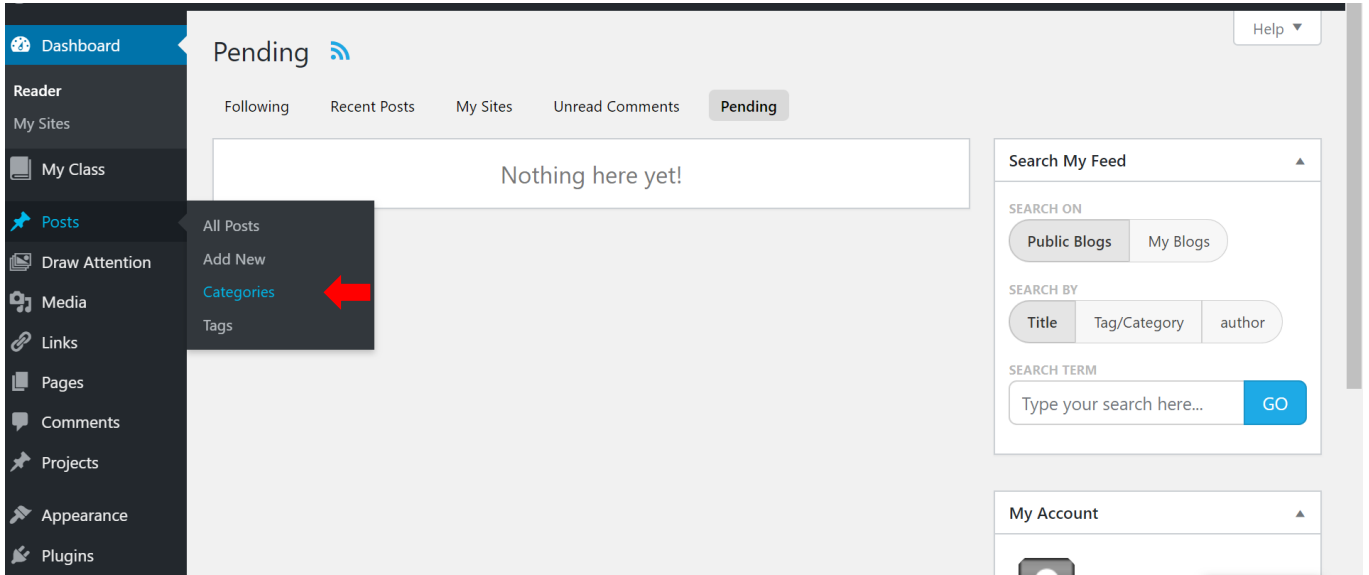 Dashboard
Reader
My Sites
My Class
Posts
Draw Attention
Media
Links
Pages
Comments
Projects
Appearance
Plugins
All Posts
Add New
Categories
Tags
Help
Pending
Following Recent Posts My Sites Unread Comments Pending
Nothing here yet!
Search My Feed
SEARCH ON
Public Blogs My Blogs
SEARCH BY
Title Tag/Category author
SEARCH TERM
Type your search here... GO
My Account